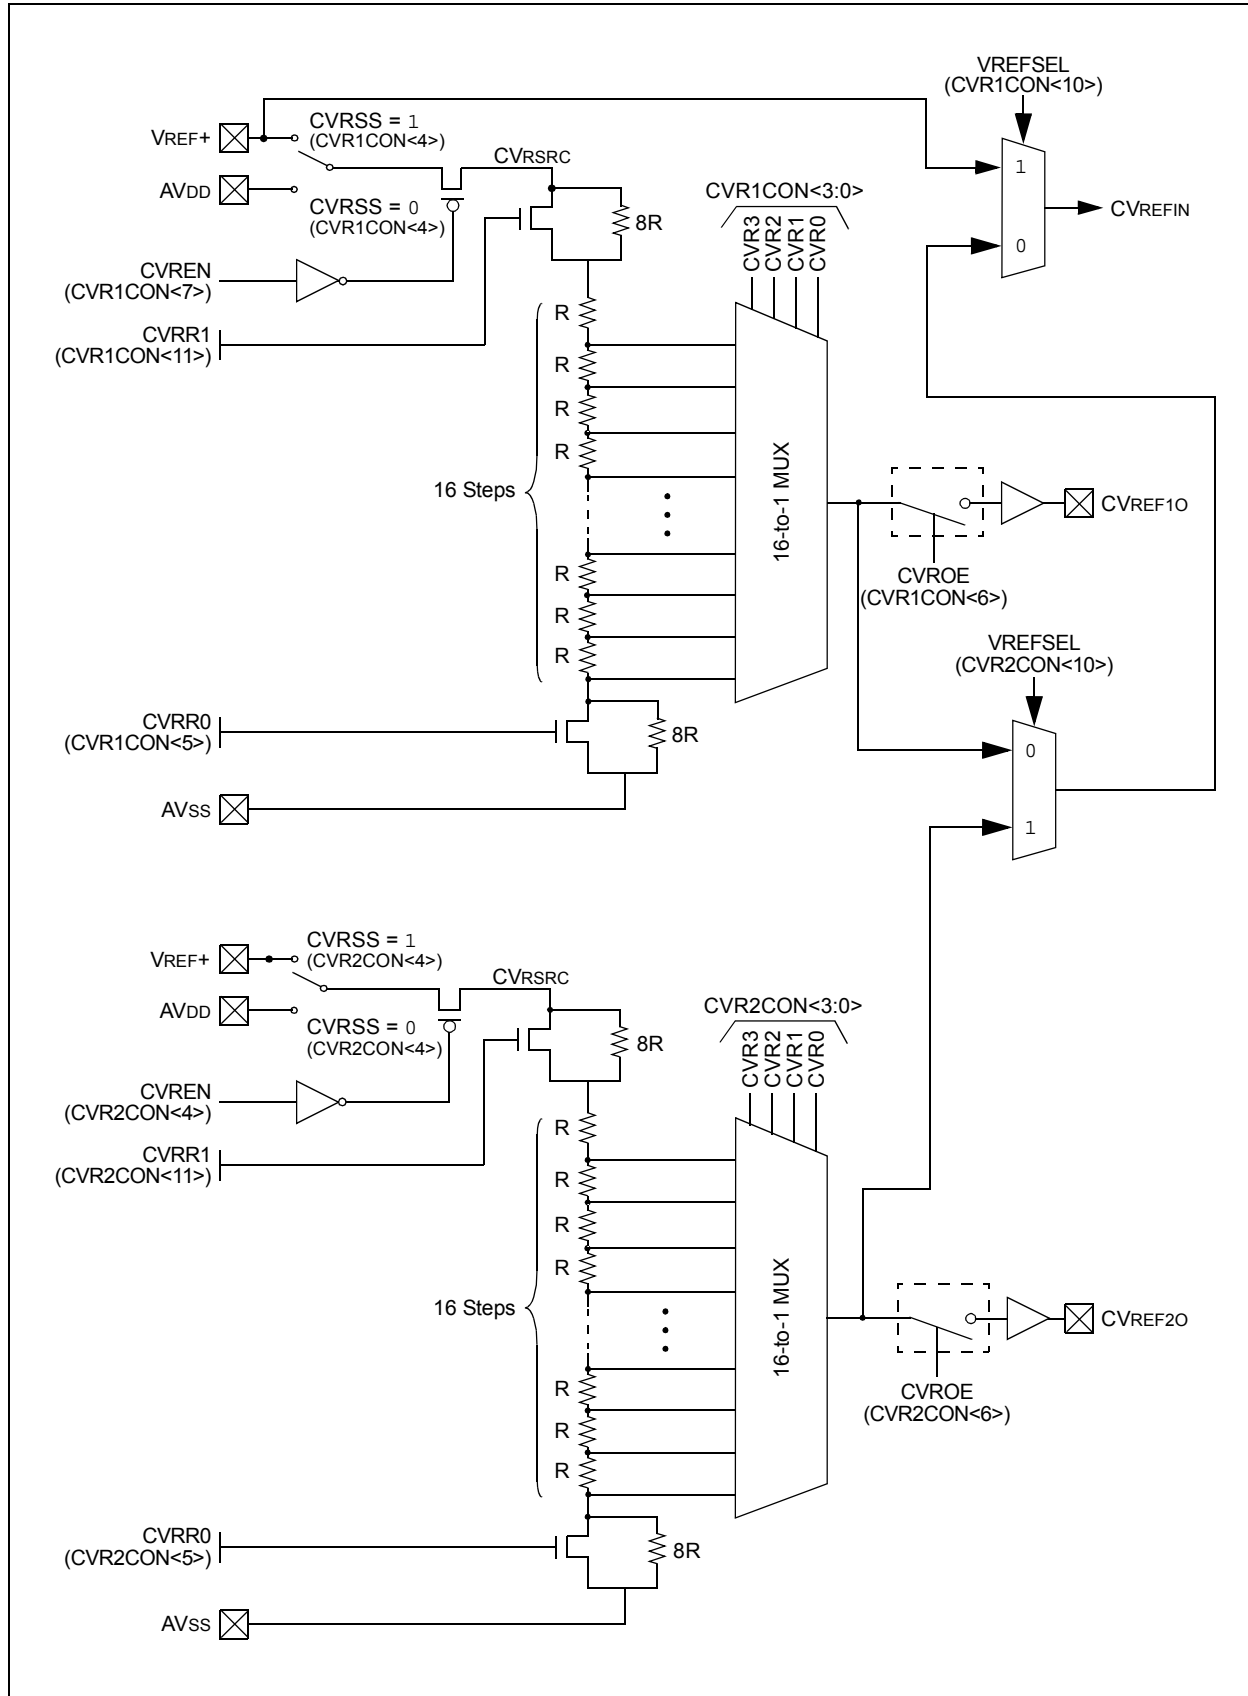 VREFSEL
(CVR1CON<10>)
VREF+
CVRSS = 1
(CVR1CON<4>)
CVRSRC
1
AVDD
CVRSS = 0
(CVR1CON<4>)
8R
CVR1CON<3:0>
CVR3
CVR2
CVR1
CVR0
CVREFIN
0
CVREN
(CVR1CON<7>)
CVRR1
(CVR1CON<11>)
R
R
R
R
16 Steps
16-to-1 MUX
CVREF1O
CVROE
(CVR1CON<6>)
R
R
R
VREFSEL
(CVR2CON<10>)
CVRR0
(CVR1CON<5>)
8R
0
AVSS
1
VREF+
CVRSS = 1
(CVR2CON<4>)
CVRSRC
AVDD
CVRSS = 0
(CVR2CON<4>)
8R
CVR2CON<3:0>
CVR3
CVR2
CVR1
CVR0
CVREN
(CVR2CON<4>)
CVRR1
(CVR2CON<11>)
R
R
R
R
16 Steps
16-to-1 MUX
CVREF2O
CVROE
(CVR2CON<6>)
R
R
R
CVRR0
(CVR2CON<5>)
8R
AVSS